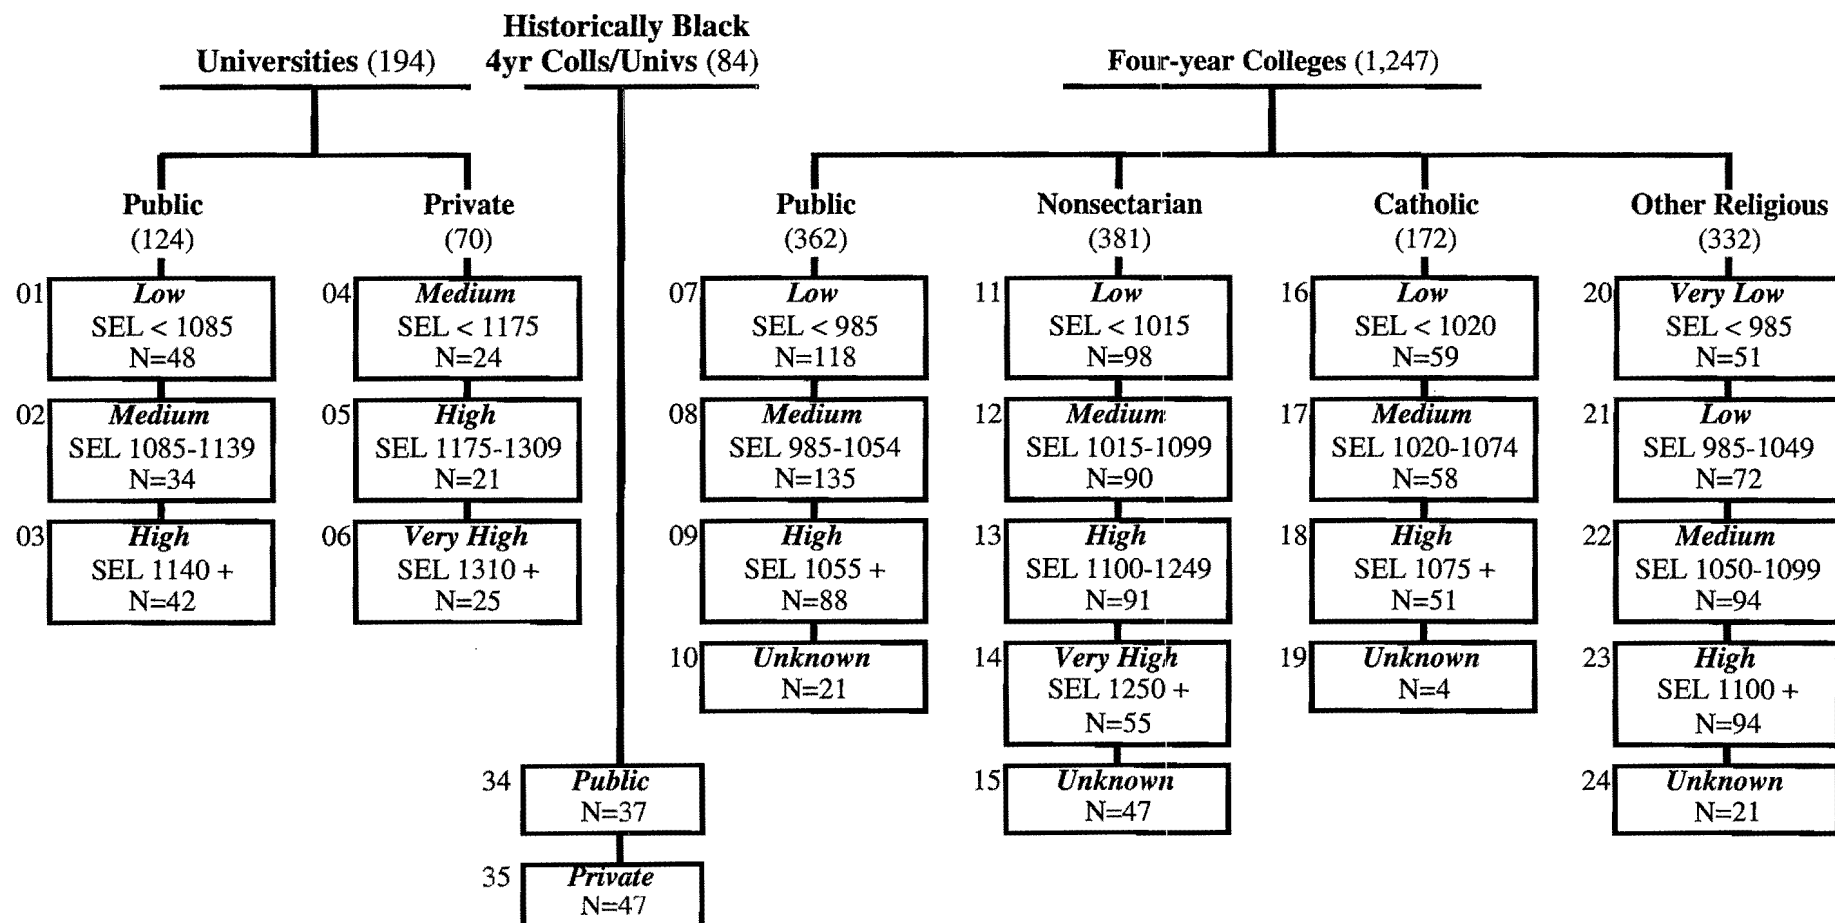 Universities (194)
Historically Black
4yr Colls/Univs (84)
Four-year Colleges (1,247)
Public
(124)
01
Low
SEL < 1085
N=48
02
Medium
SEL 1085-1139
N=34
03
High
SEL 1140 +
N=42
Private
(70)
04
Medium
SEL < 1175
N=24
05
High
SEL 1175-1309
N=21
06
Very High
SEL 1310 +
N=25
34
Public
N=37
35
Private
N=47
Public
(362)
07
Low
SEL < 985
N=118
08
Medium
SEL 985-1054
N=135
09
High
SEL 1055 +
N=88
10
Unknown
N=21
Nonsectarian
(381)
11
Low
SEL < 1015
N=98
12
Medium
SEL 1015-1099
N=90
13
High
SEL 1100-1249
N=91
14
Very High
SEL 1250 +
N=55
15
Unknown
N=47
Catholic
(172)
16
Low
SEL < 1020
N=59
17
Medium
SEL 1020-1074
N=58
18
High
SEL 1075 +
N=51
19
Unknown
N=4
Other Religious
(332)
20
Very Low
SEL < 985
N=51
21
Low
SEL 985-1049
N=72
22
Medium
SEL 1050-1099
N=94
23
High
SEL 1100 +
N=94
24
Unknown
N=21